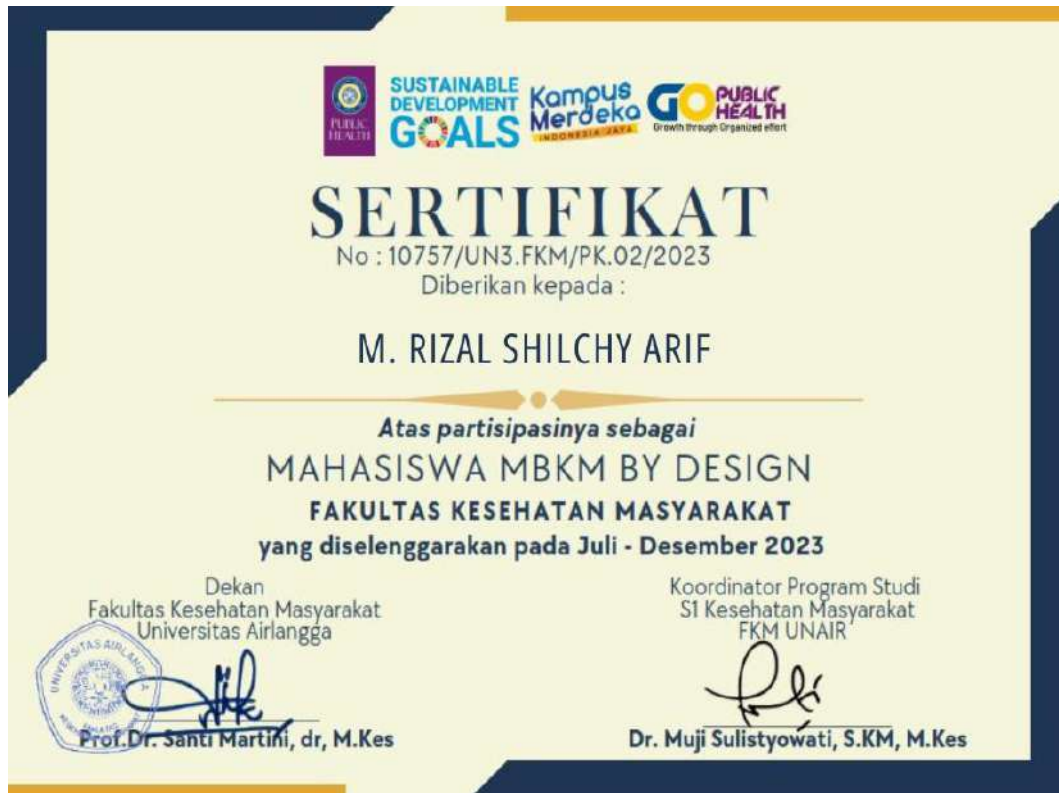 PUBLIC
HEALTH
SUSTAINABLE
DEVELOPMENT
GOALS
Kampus
Merdeka
INDONESIA JAYA
GO PUBLIC
HEALTH
Growth through Organized effort
SERTIFIKAT
No : 10757/UN3.FKM/PK.02/2023
Diberikan kepada :
M. RIZAL SHILCHY ARIF
Atas partisipasinya sebagai
MAHASISWA MBKM BY DESIGN
FAKULTAS KESEHATAN MASYARAKAT
yang diselenggarakan pada Juli - Desember 2023
Dekan
Fakultas Kesehatan Masyarakat
Universitas Airlangga
UNIVERSITAS AIRLANGGA
Prof.Dr. Santi Martini, dr, M.Kes
Koordinator Program Studi
S1 Kesehatan Masyarakat
FKM UNAIR
Dr. Muji Sulistyowati, S.KM, M.Kes